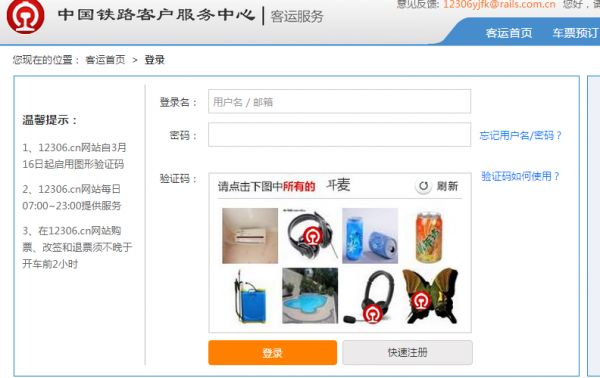 中国铁路客户服务中心 | 客运服务
意见反馈: 12306yjfk@rails.com.cn 您好，请
客运首页 车票预订
您现在的位置： 客运首页 > 登录
温馨提示：
1、12306.cn网站自3月
16日起启用图形验证码
2、12306.cn网站每日
07:00~23:00提供服务
3、在12306.cn网站购
票、改签和退票须不晚于
开车前2小时
登录名： 用户名 / 邮箱
密码： 忘记用户名/密码？
验证码： 验证码如何使用？
请点击下图中所有的 耳麦 刷新
登录 快速注册